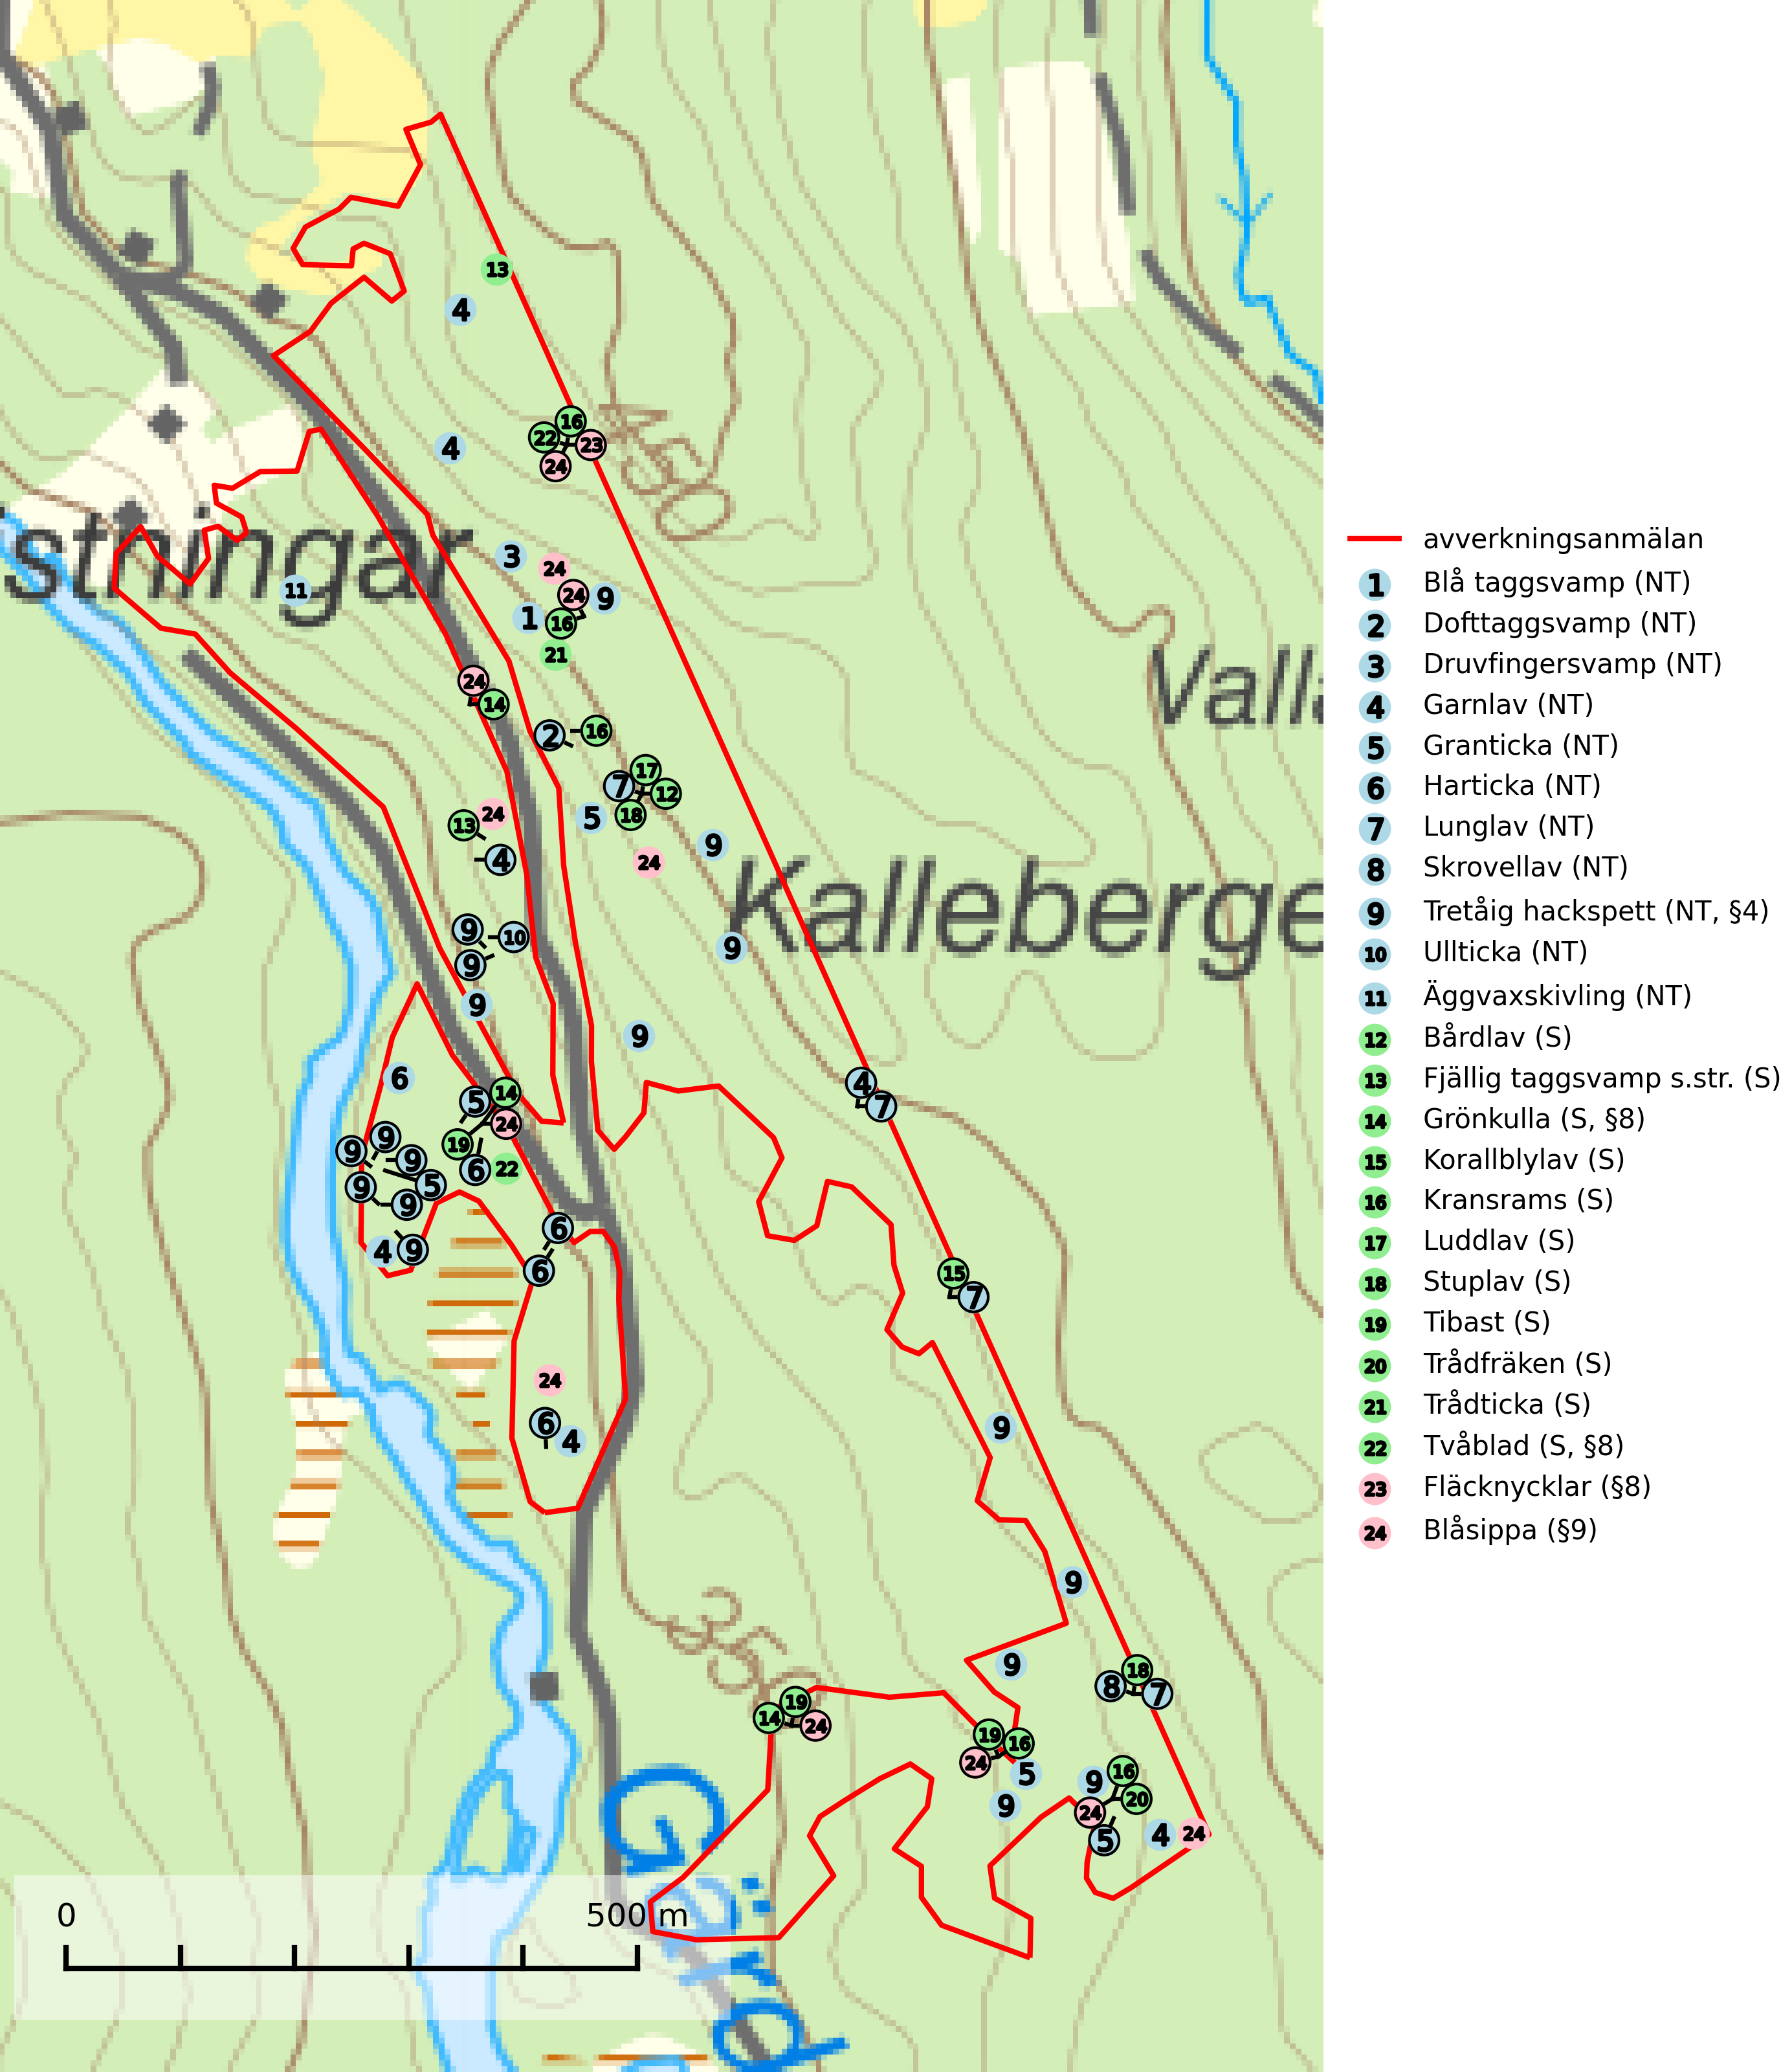 450
stningar
Valla
Kalleberge
350
Gärd
0 500 m
13
4
16
22
23
24
4
3
24
11
24
9
1
16
21
24
14
2
16
17
7
12
24
5
18
13
9
4
24
9
10
9
9
9
9
6
4
14
7
5
24
9
19
9
9
6
22
9
5
9
6
4
9
6
15
7
24
6
4
9
9
9
18
8
7
19
14
24
19
16
24
5
16
9
9
20
24
5
4
24
avverkningsanmälan
1 Blå taggsvamp (NT)
2 Dofttaggsvamp (NT)
3 Druvfingersvamp (NT)
4 Garnlav (NT)
5 Granticka (NT)
6 Harticka (NT)
7 Lunglav (NT)
8 Skrovellav (NT)
9 Tretåig hackspett (NT, §4)
10 Ullticka (NT)
11 Äggvaxskivling (NT)
12 Bårdlav (S)
13 Fjällig taggsvamp s.str. (S)
14 Grönkulla (S, §8)
15 Korallblylav (S)
16 Kransrams (S)
17 Luddlav (S)
18 Stuplav (S)
19 Tibast (S)
20 Trådfräken (S)
21 Trådticka (S)
22 Tvåblad (S, §8)
23 Fläcknycklar (§8)
24 Blåsippa (§9)